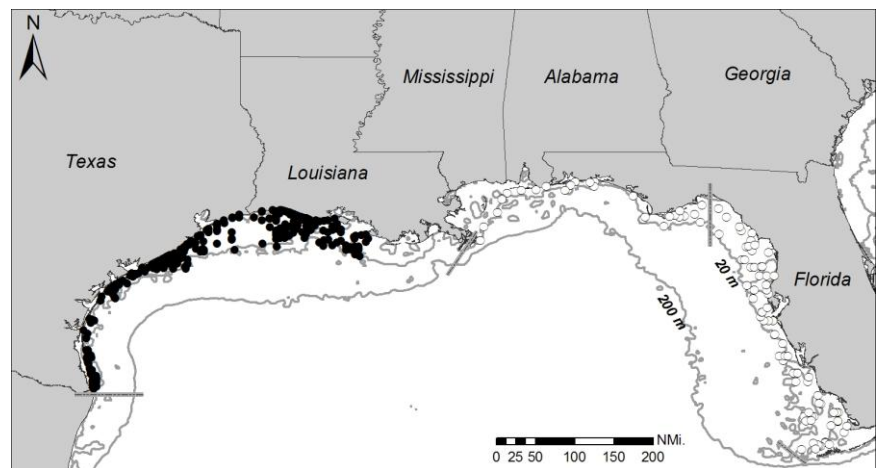 N
Mississippi
Alabama
Georgia
Texas
Louisiana
Florida
20 m
200 m
NMi.
0 25 50 100 150 200